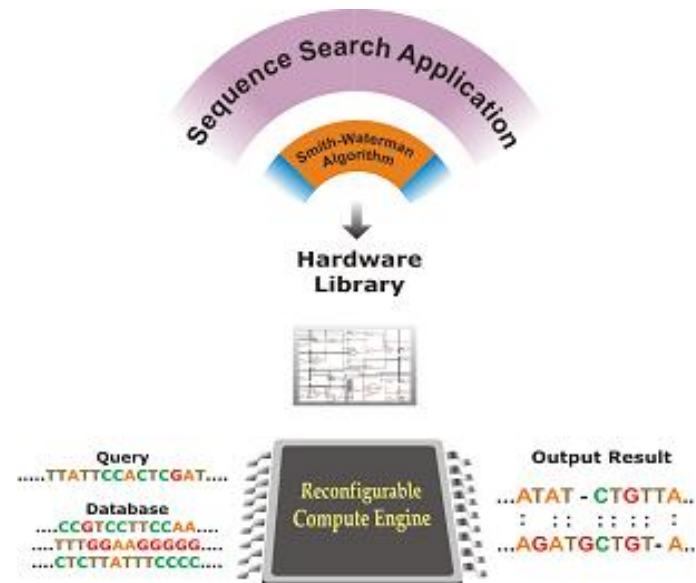 Sequence Search Application
Smith-Waterman
Algorithm
Hardware
Library
Query
.....TTATTCCACTCGAT....
Database
....CCGTCCTTCCAA....
....TTTGGAAGGGGG....
....CTCTTATTTCCCC....
Reconfigurable
Compute Engine
Output Result
...ATAT - CTGTTA..
: : :: :: : :
...AGATGCTGT- A..